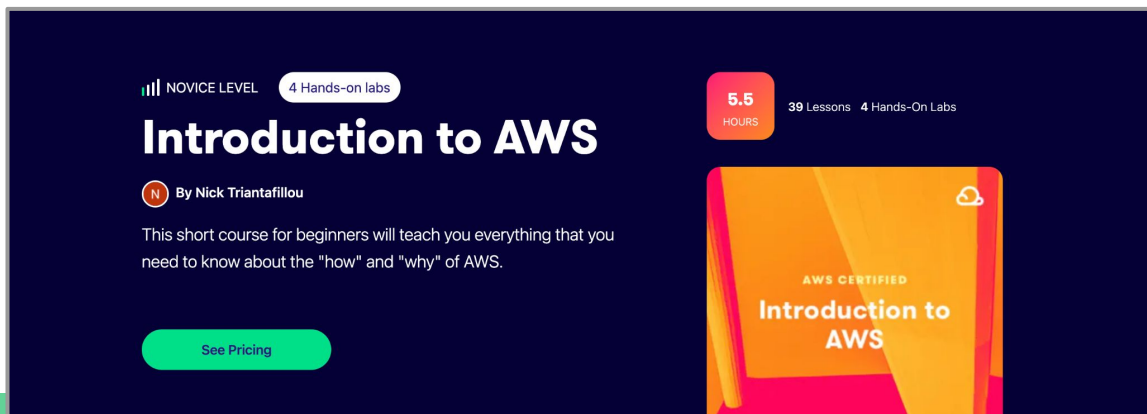 NOVICE LEVEL
4 Hands-on labs
Introduction to AWS
N
By Nick Triantafillou
This short course for beginners will teach you everything that you
need to know about the "how" and "why" of AWS.
See Pricing
5.5
HOURS
39 Lessons 4 Hands-On Labs
AWS CERTIFIED
Introduction to
AWS